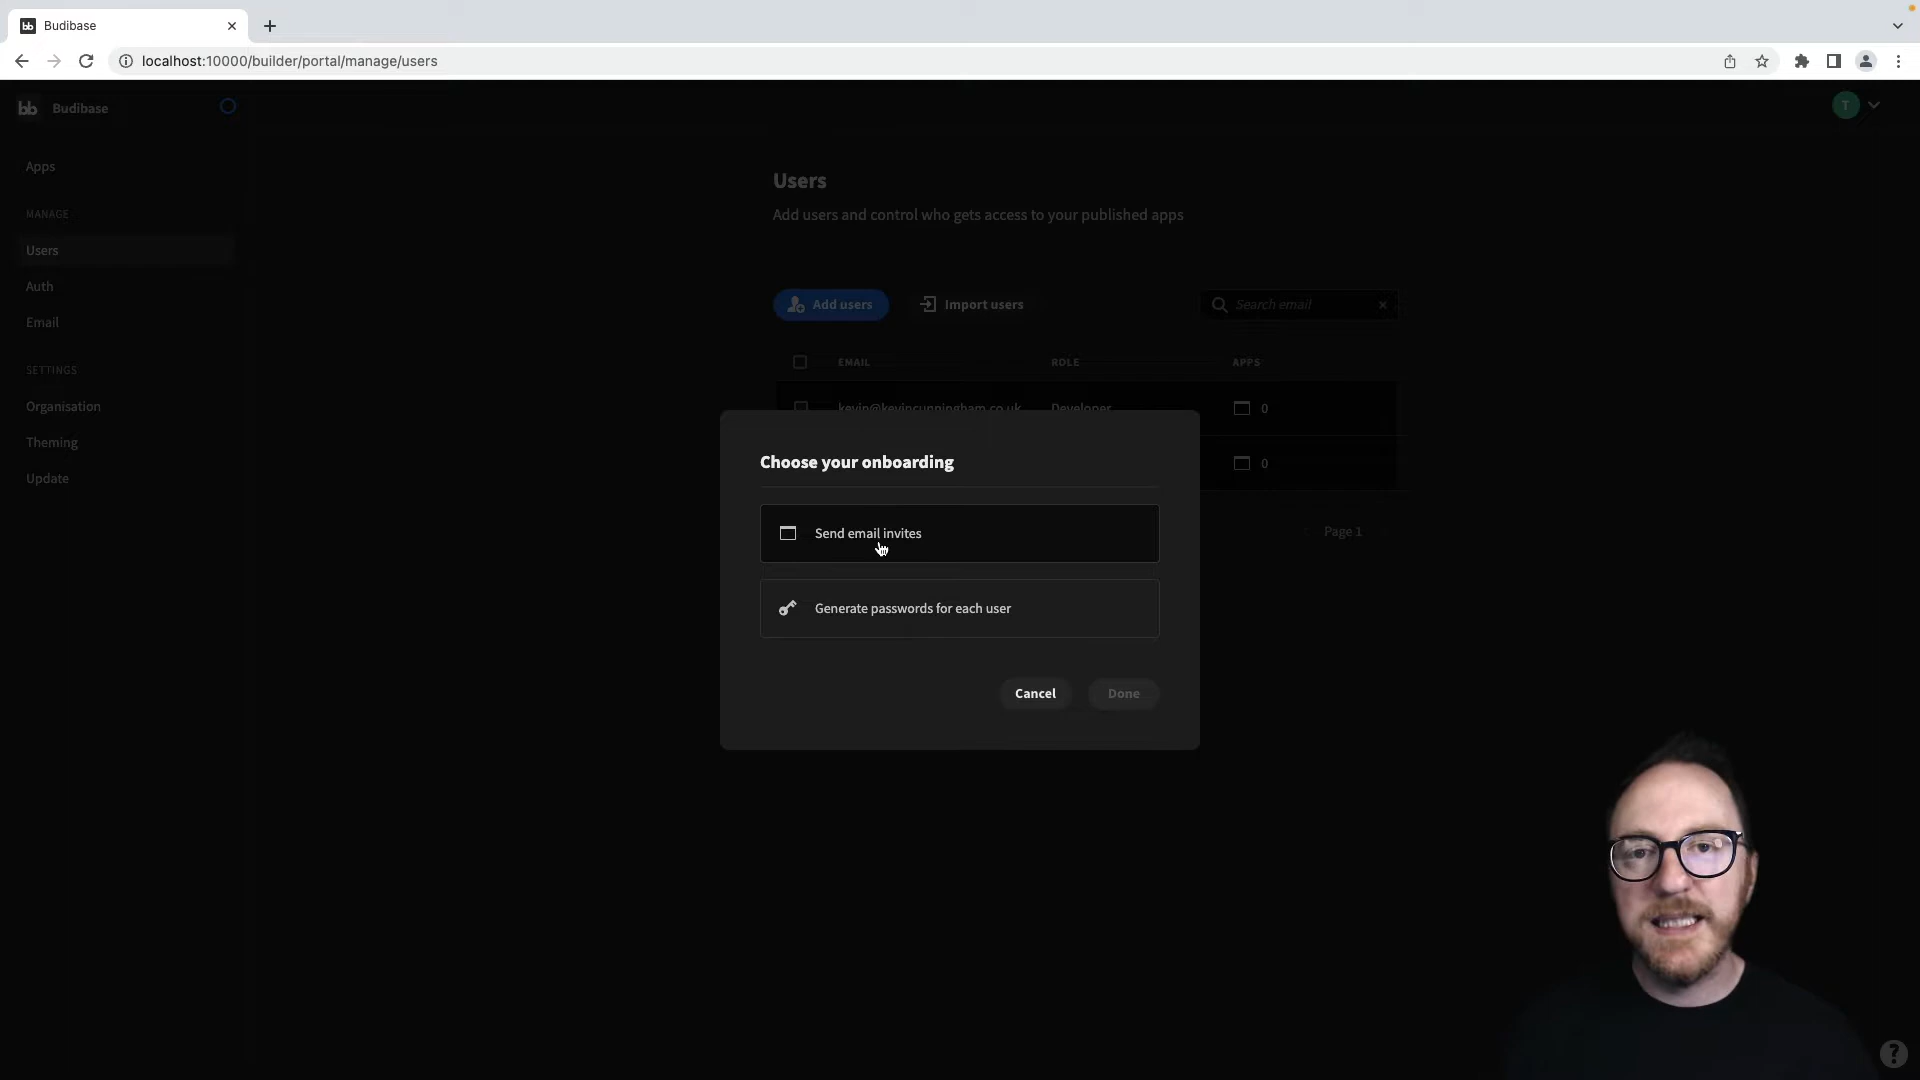 Budibase
localhost:10000/builder/portal/manage/users
bb Budibase
T
Apps
MANAGE
Users
Auth
Email
SETTINGS
Organisation
Theming
Update
Users
Add users and control who gets access to your published apps
Add users
Import users
Search email
EMAIL ROLE APPS
kevin@kevincunningham.co.uk Developer 0
0
Page 1
Choose your onboarding
Send email invites
Generate passwords for each user
Cancel
Done
?